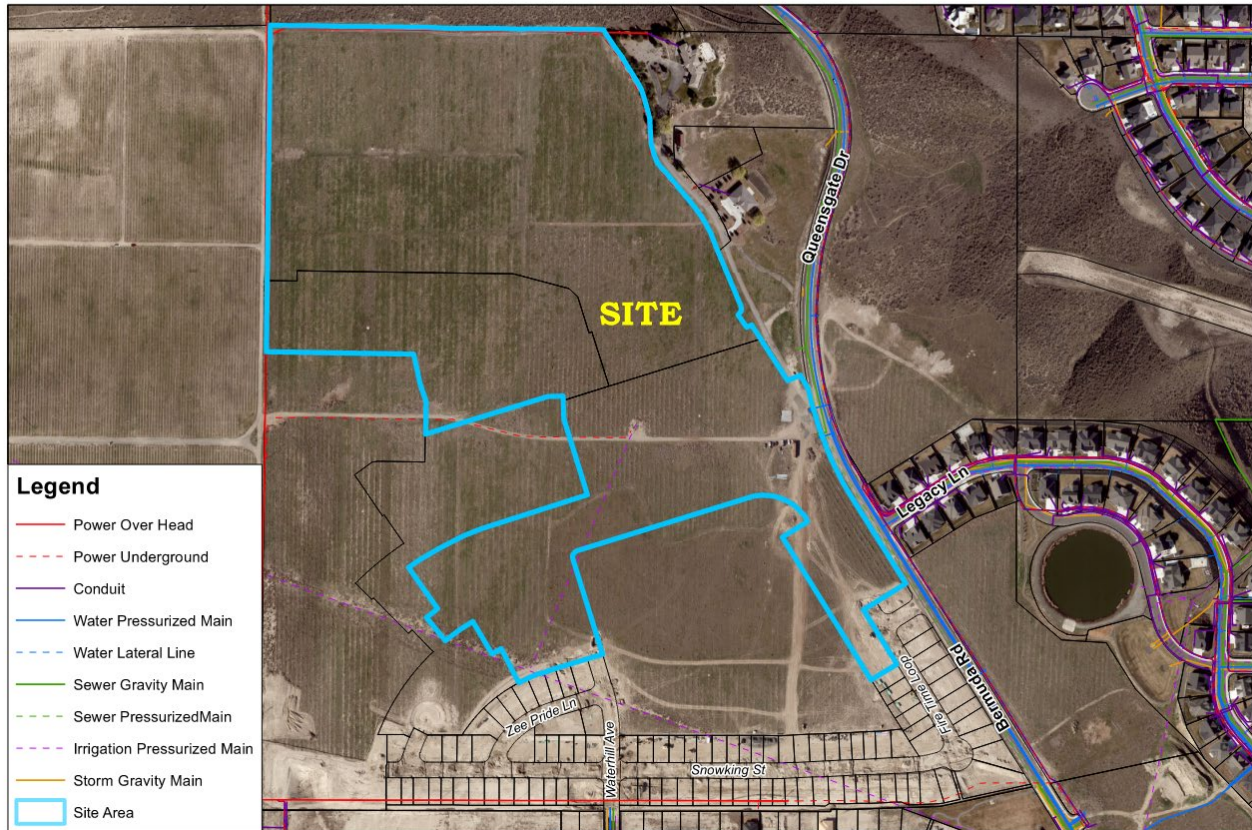 Queensgate Dr
SITE
Legacy Ln
Bermuda Rd
Fire Time Loop
Zee Pride Ln
Waterhill Ave
Snowking St
Legend
Power Over Head
Power Underground
Conduit
Water Pressurized Main
Water Lateral Line
Sewer Gravity Main
Sewer PressurizedMain
Irrigation Pressurized Main
Storm Gravity Main
Site Area